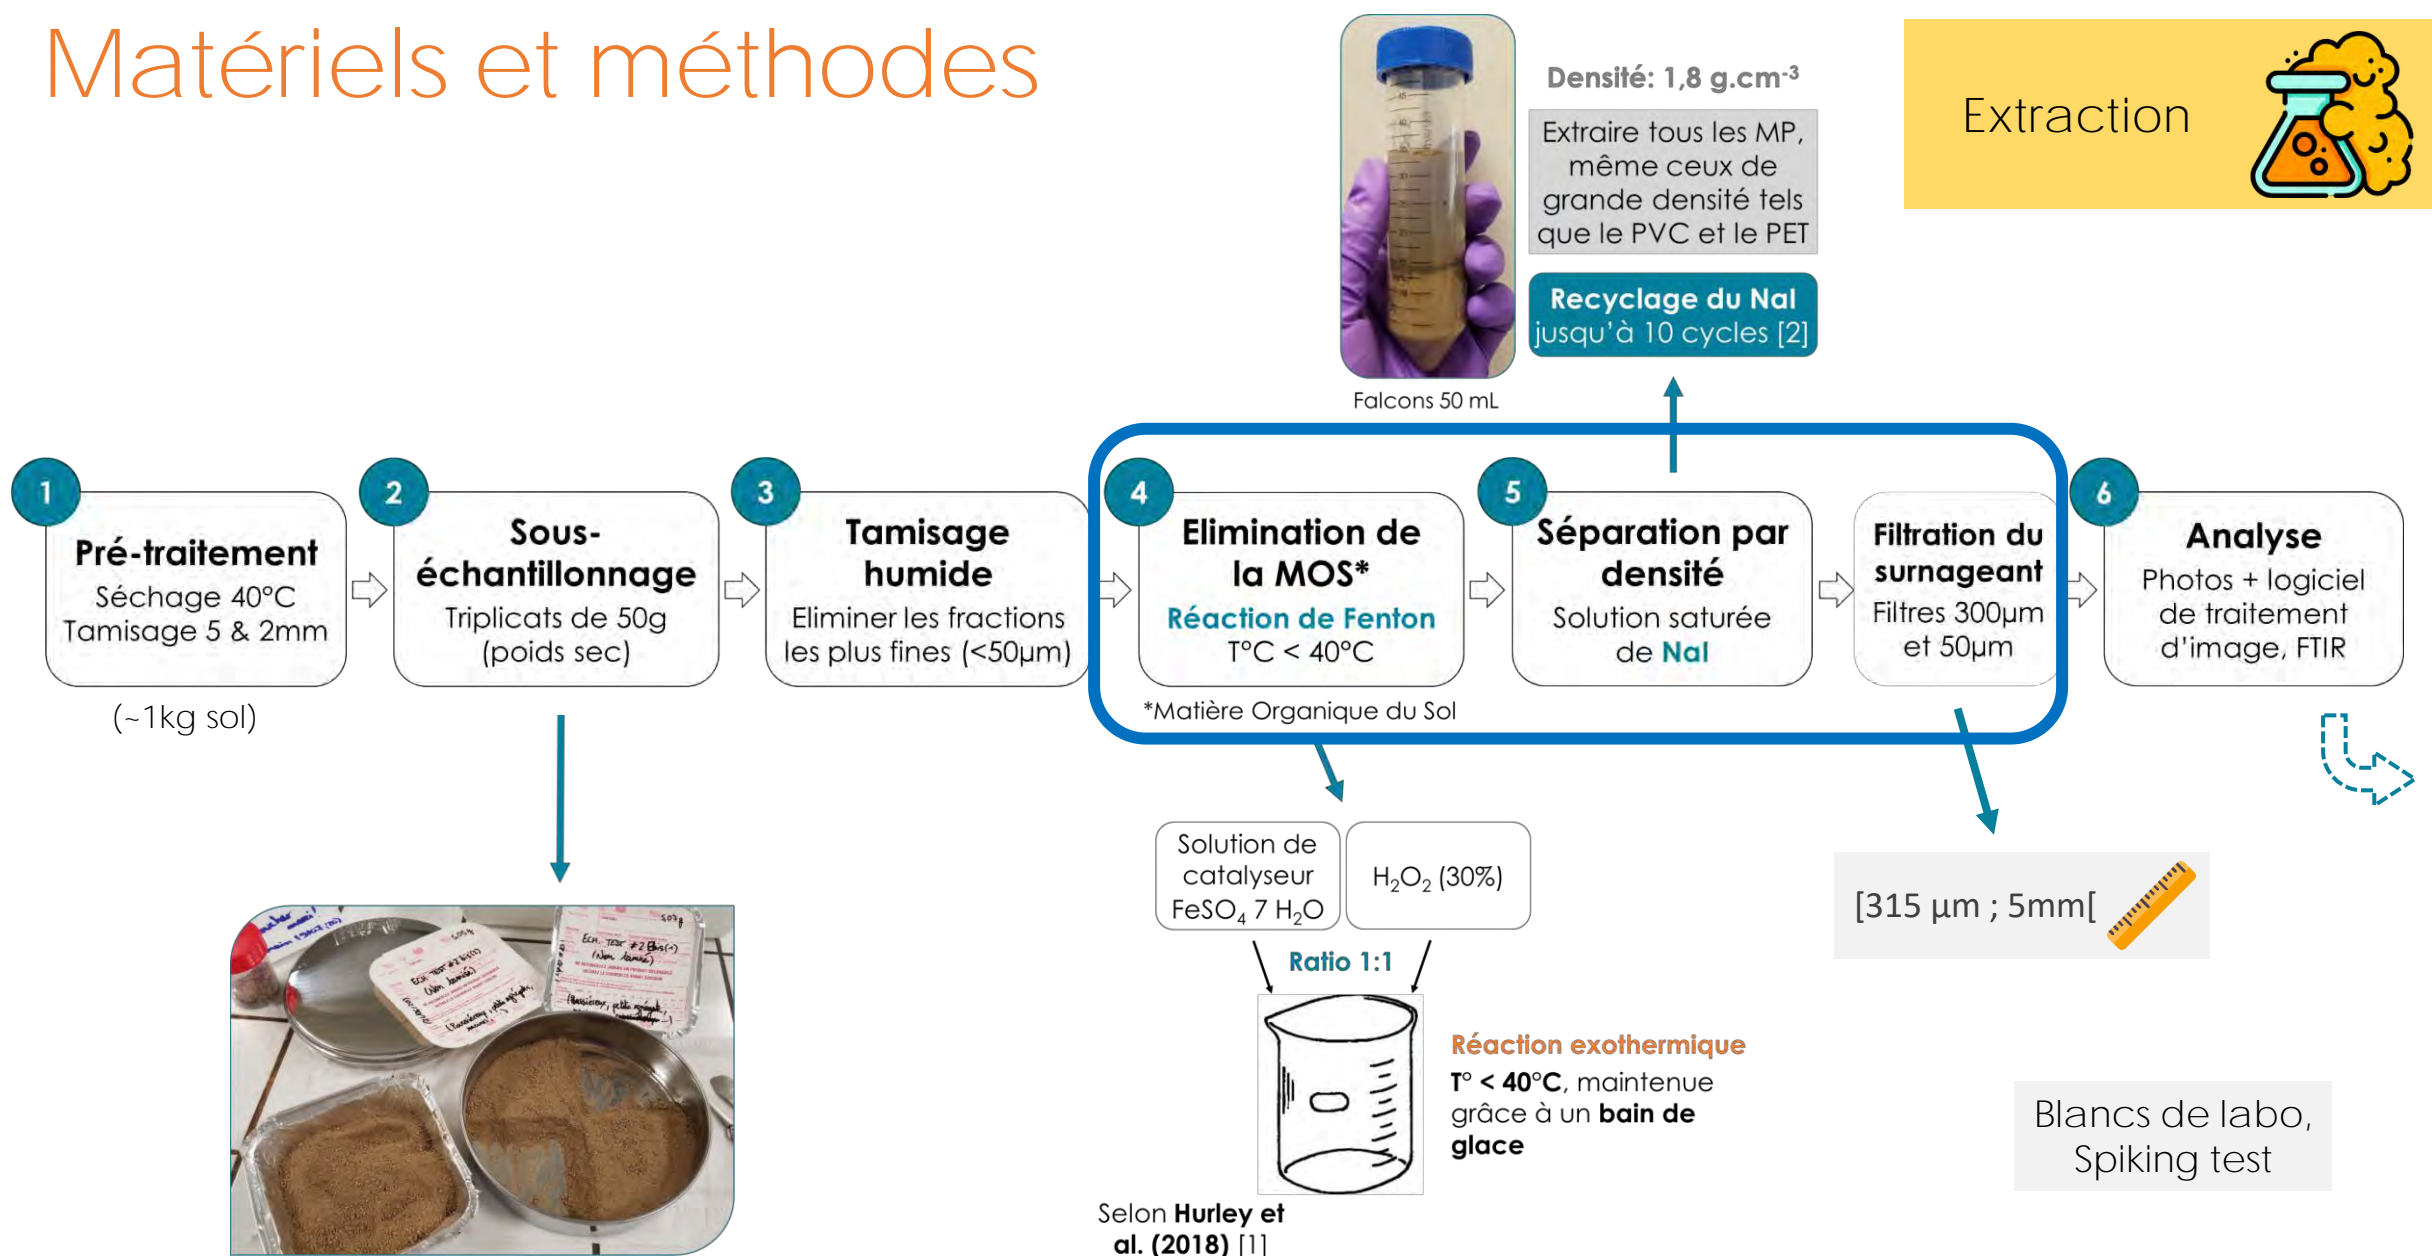 Matériels et méthodes
Densité: 1,8 g.cm-3
Extraire tous les MP,
même ceux de
grande densité tels
que le PVC et le PET
Recyclage du NaI
jusqu'à 10 cycles [2]
Falcons 50 mL
Extraction
1
Pré-traitement
Séchage 40°C
Tamisage 5 & 2mm
(~1kg sol)
2
Sous-
échantillonnage
Triplicats de 50g
(poids sec)
3
Tamisage
humide
Eliminer les fractions
les plus fines (<50µm)
4
Elimination de
la MOS*
Réaction de Fenton
T°C < 40°C
*Matière Organique du Sol
5
Séparation par
densité
Solution saturée
de NaI
Filtration du
surnageant
Filtres 300µm
et 50µm
6
Analyse
Photos + logiciel
de traitement
d'image, FTIR
Solution de
catalyseur
FeSO4 7 H2O
H2O2 (30%)
Ratio 1:1
Réaction exothermique
T° < 40°C, maintenue
grâce à un bain de
glace
Selon Hurley et
al. (2018) [1]
[315 µm ; 5mm[
Blancs de labo,
Spiking test
ECH. TEST #2 Bis(1)
(Non tamisé)